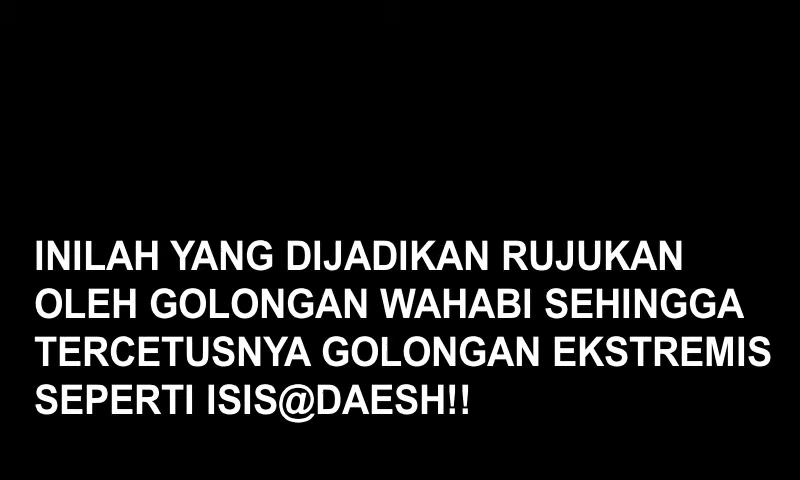 INILAH YANG DIJADIKAN RUJUKAN
OLEH GOLONGAN WAHABI SEHINGGA
TERCETUSNYA GOLONGAN EKSTREMIS
SEPERTI ISIS@DAESH!!